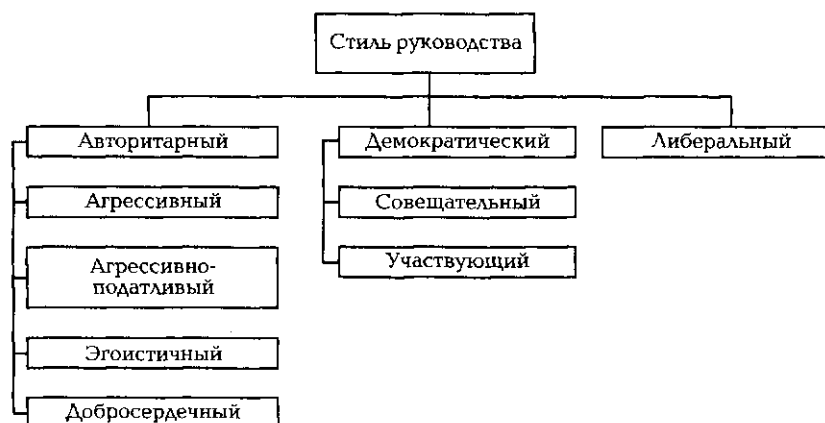 Стиль руководства
Авторитарный
Демократический
Либеральный
Агрессивный
Совещательный
Агрессивно-
податливый
Участвующий
Эгоистичный
Добросердечный